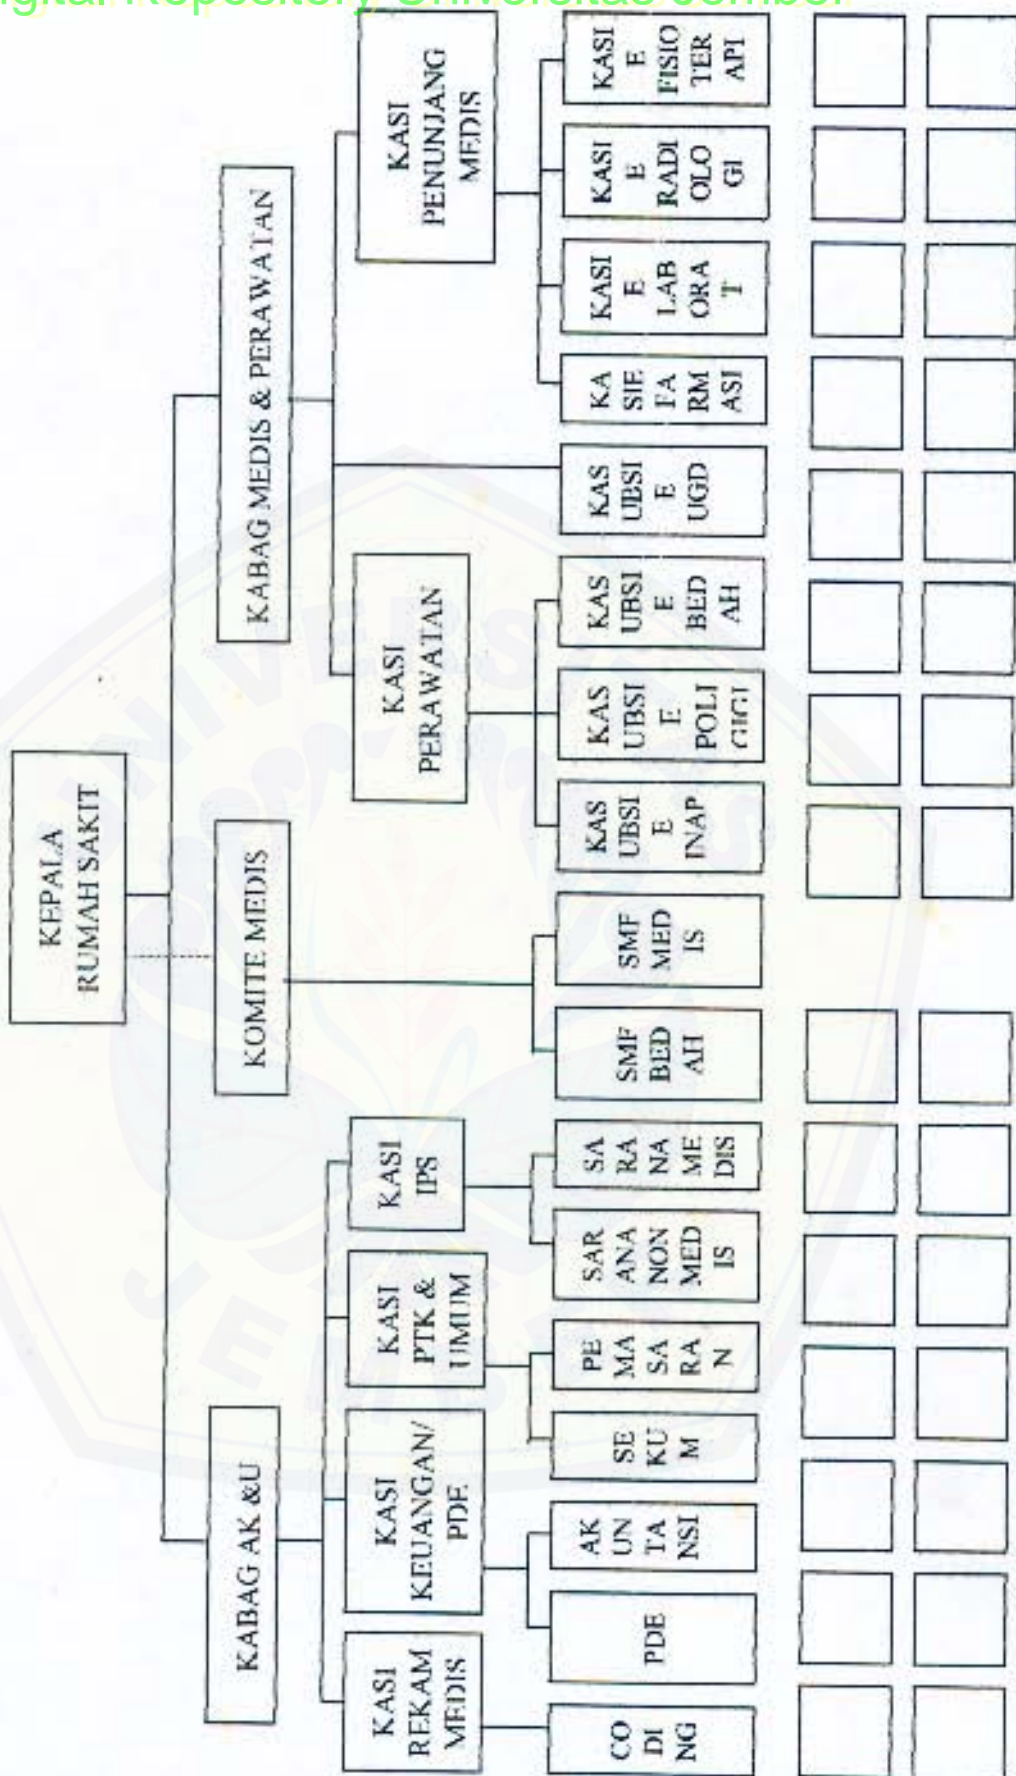 Digital Repository Universitas Jember
KEPALA
RUMAH SAKIT
KABAG AK &U
KOMITE MEDIS
KABAG MEDIS & PERAWATAN
KASI
REKAM
MEDIS
KASI
KEUANGAN/
PDE
KASI
PTK &
UMUM
KASI
IPS
KASI
PERAWATAN
KASI
PENUNJANG
MEDIS
CO
DI
NG
PDE
AK
UN
TA
NSI
SE
KU
M
PE
MA
SA
RA
N
SAR
ANA
NON
MED
IS
SA
RA
NA
ME
DIS
SMF
BED
AH
SMF
MED
IS
KAS
UBSI
E
INAP
KAS
UBSI
E
POLI
GIGI
KAS
UBSI
E
BED
AH
KAS
UBSI
E
UGD
KA
SIE
FA
RM
ASI
KASI
E
LAB
ORA
T
KASI
E
RADI
OLO
GI
KASI
E
FISIO
TER
API
UNIVERSITAS
JEMBER